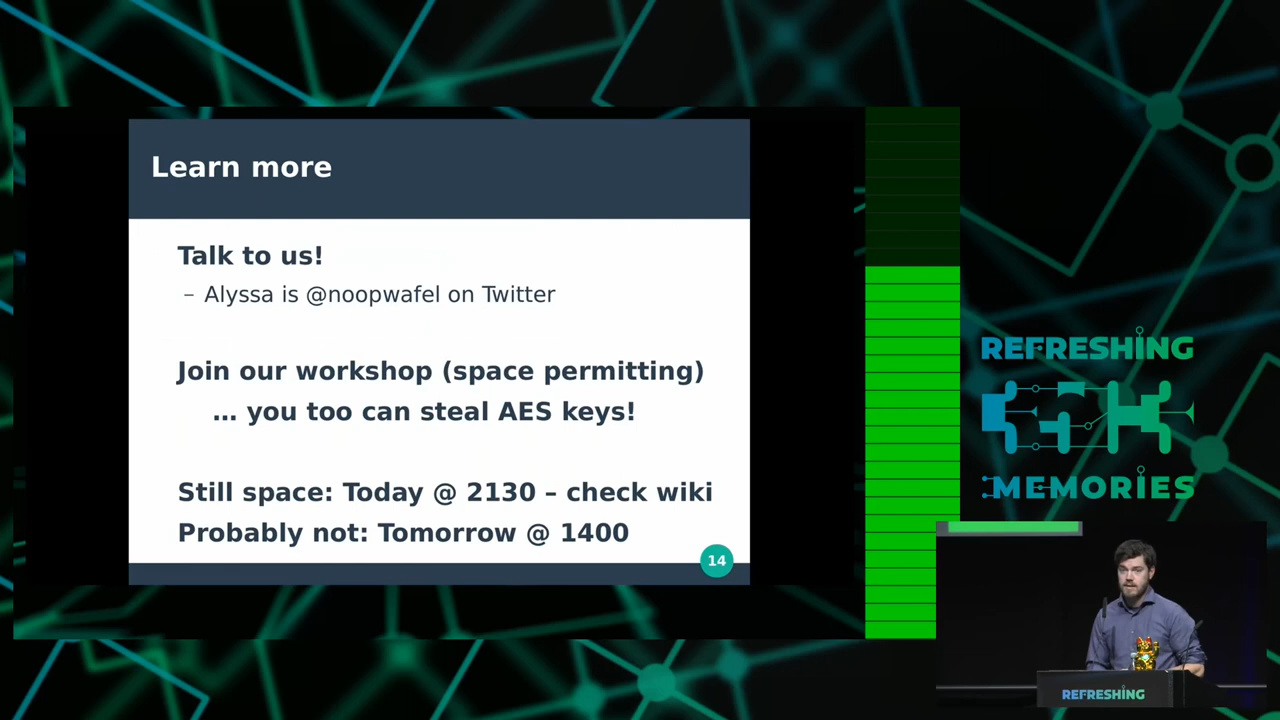 Learn more
Talk to us!
– Alyssa is @noopwafel on Twitter
Join our workshop (space permitting)
... you too can steal AES keys!
Still space: Today @ 2130 – check wiki
Probably not: Tomorrow @ 1400
14
REFRESHING
MEMORIES
REFRESHING